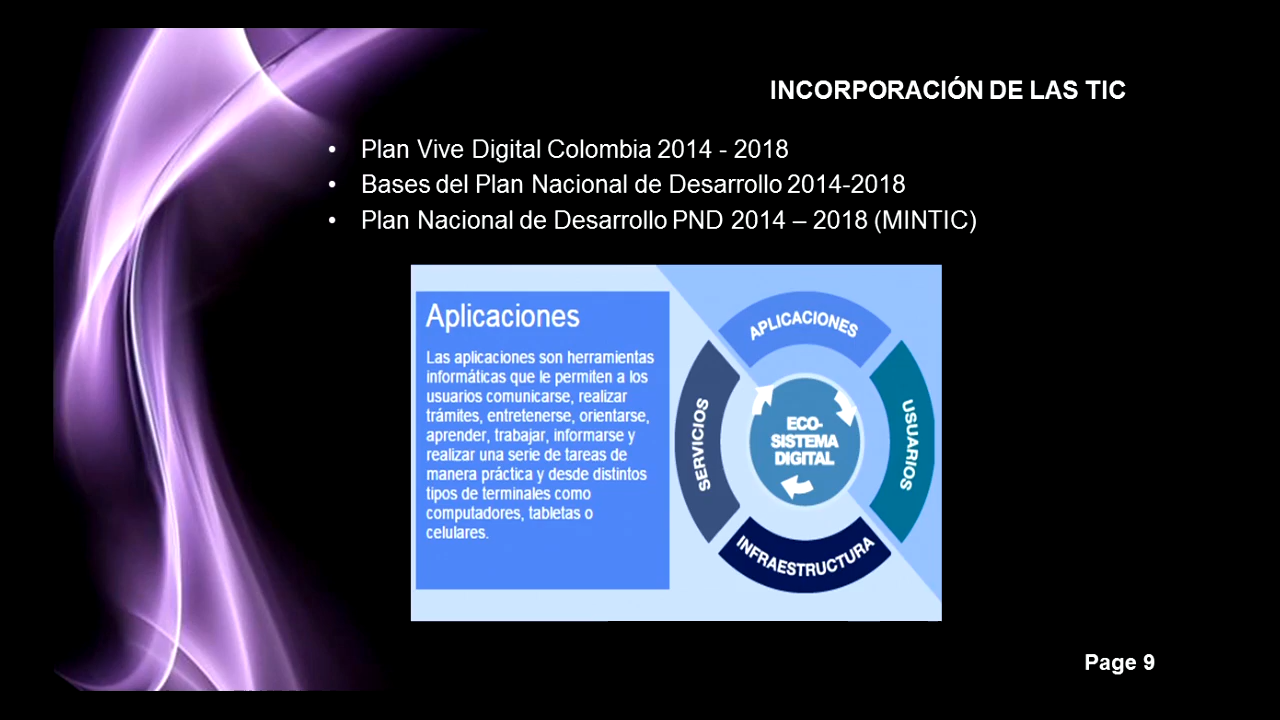 INCORPORACIÓN DE LAS TIC
• Plan Vive Digital Colombia 2014 - 2018
• Bases del Plan Nacional de Desarrollo 2014-2018
• Plan Nacional de Desarrollo PND 2014 – 2018 (MINTIC)
Aplicaciones
Las aplicaciones son herramientas
informáticas que le permiten a los
usuarios comunicarse, realizar
trámites, entretenerse, orientarse,
aprender, trabajar, informarse y
realizar una serie de tareas de
manera práctica y desde distintos
tipos de terminales como
computadores, tabletas o
celulares.
APLICACIONES
SERVICIOS
ECO-
SISTEMA
DIGITAL
USUARIOS
INFRAESTRUCTURA
Page 9